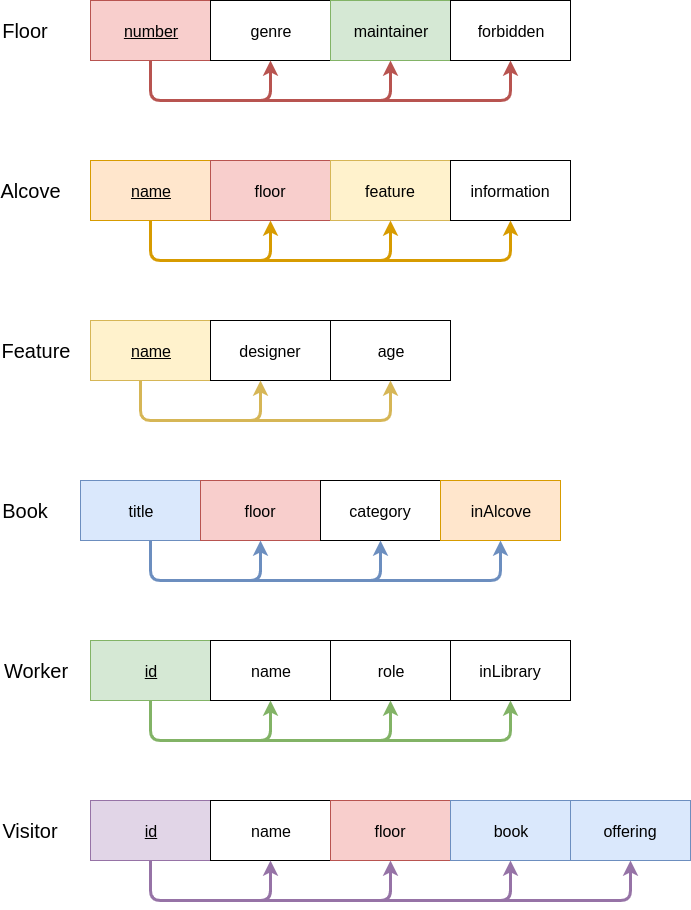 Floor number genre maintainer forbidden
Alcove name floor feature information
Feature name designer age
Book title floor category inAlcove
Worker id name role inLibrary
Visitor id name floor book offering